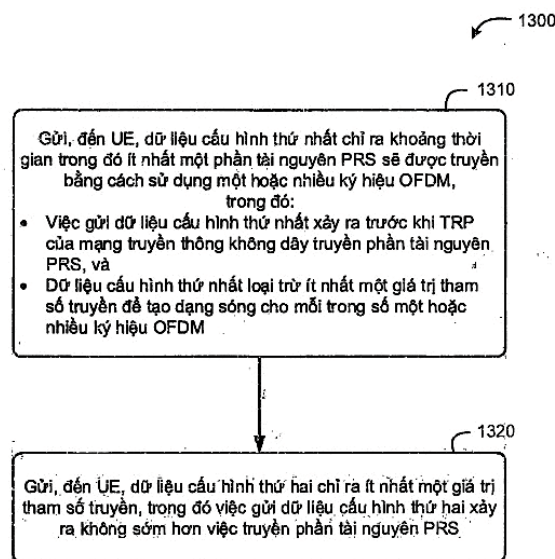 1300
1310
Gửi, đến UE, dữ liệu cấu hình thứ nhất chỉ ra khoảng thời
gian trong đó ít nhất một phần tài nguyên PRS sẽ được truyền
bằng cách sử dụng một hoặc nhiều ký hiệu OFDM,
trong đó:
• Việc gửi dữ liệu cấu hình thứ nhất xảy ra trước khi TRP
của mạng truyền thông không dây truyền phần tài nguyên
PRS, và
• Dữ liệu cấu hình thứ nhất loại trừ ít nhất một giá trị tham
số truyền để tạo dạng sóng cho mỗi trong số một hoặc
nhiều ký hiệu OFDM
1320
Gửi, đến UE, dữ liệu cấu hình thứ hai chỉ ra ít nhất một giá trị
tham số truyền, trong đó việc gửi dữ liệu cấu hình thứ hai xảy
ra không sớm hơn việc truyền phần tài nguyên PRS